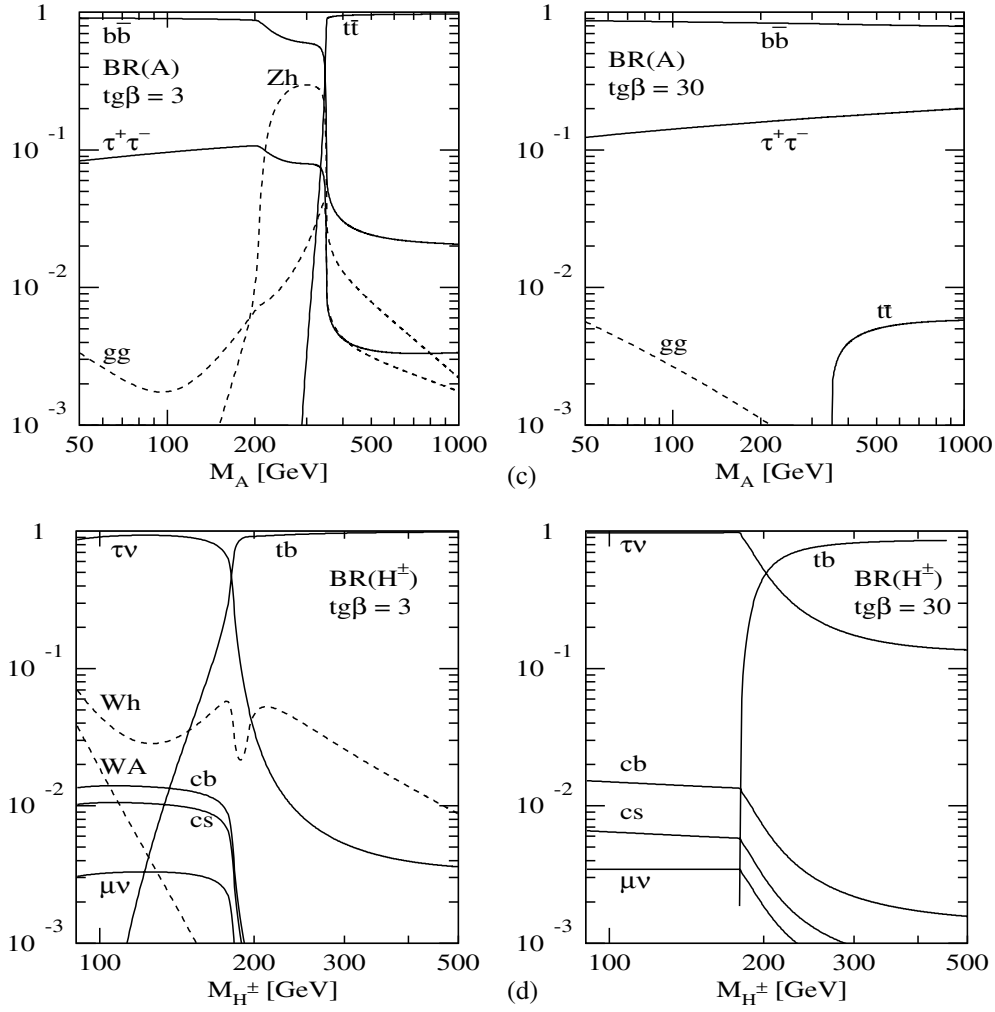 1
bb̅
tt̅
BR(A)
tgβ = 3
Zh
10⁻¹
τ⁺τ⁻
10⁻²
gg
10⁻³
50 100 200 500 1000
M_A [GeV]
1
bb̅
BR(A)
tgβ = 30
10⁻¹
τ⁺τ⁻
10⁻²
tt̅
gg
10⁻³
50 100 200 500 1000
M_A [GeV]
(c)
1
τν
tb
BR(H^±)
tgβ = 3
10⁻¹
Wh
WA
10⁻²
cb
cs
μν
10⁻³
100 200 300 400 500
M_H^± [GeV]
1
τν
tb
BR(H^±)
tgβ = 30
10⁻¹
cb
10⁻²
cs
μν
10⁻³
100 200 300 400 500
M_H^± [GeV]
(d)